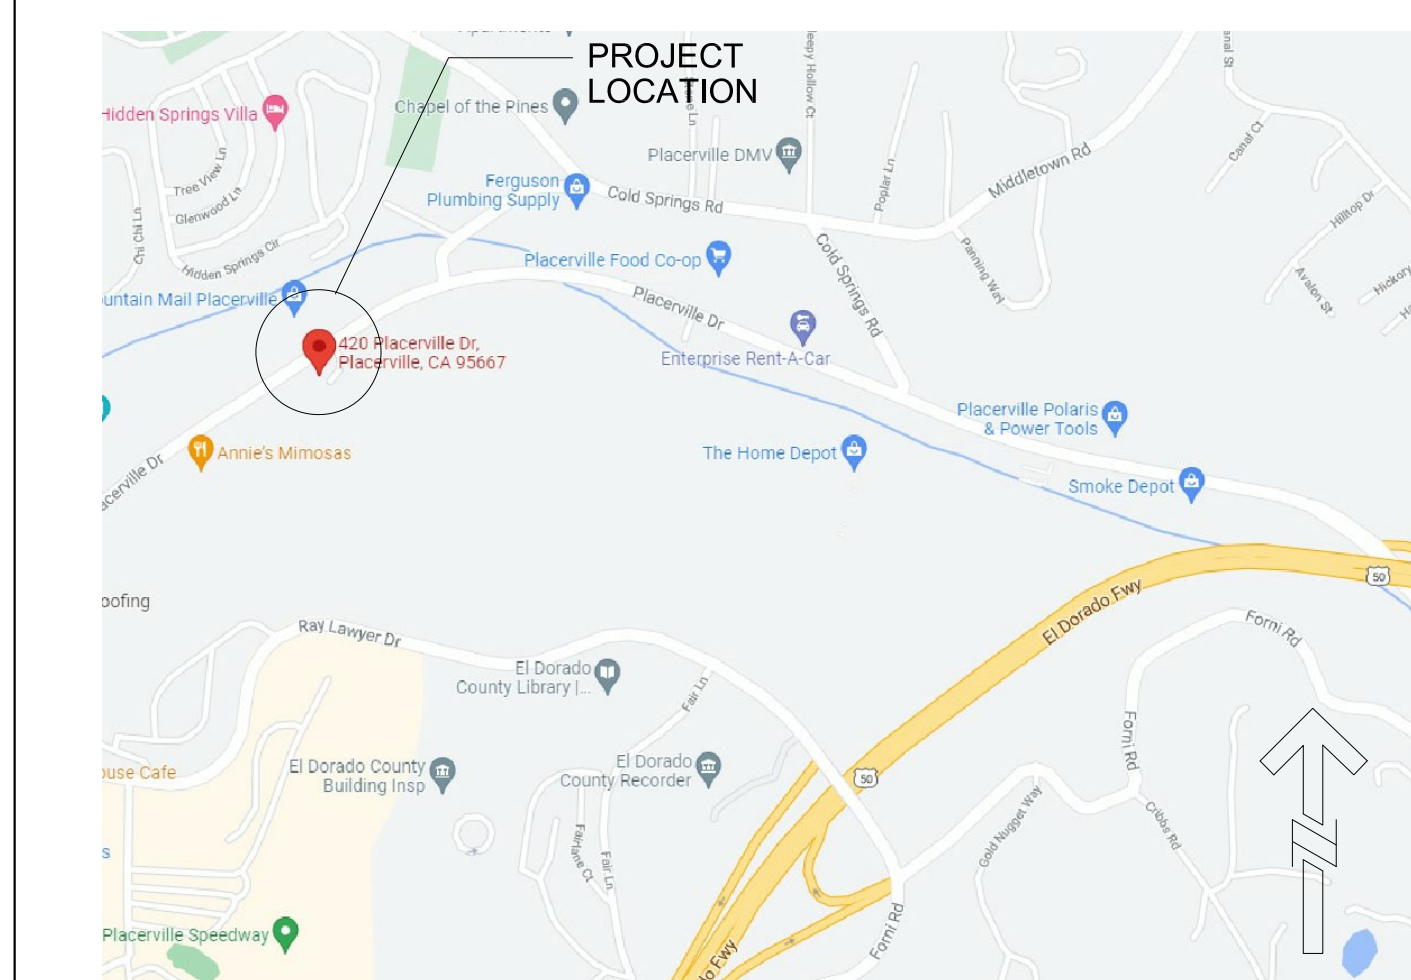 PROJECT
LOCATION
Hidden Springs Villa
Chapel of the Pines
Placerville DMV
Ferguson
Plumbing Supply
Cold Springs Rd
Middletown Rd
Poplar Ln
Canal Ct
Hilltop Dr
Tree View Ln
Glenwood Ln
Chi Chi Ln
Hidden Springs Cir
Placerville Food Co-op
Cold Springs Rd
Panning Way
Avalon St
Hickory
untain Mail Placerville
Placerville Dr
420 Placerville Dr,
Placerville, CA 95667
Enterprise Rent-A-Car
Placerville Polaris
& Power Tools
Annie's Mimosas
The Home Depot
acerville Dr
Smoke Depot
El Dorado Fwy
50
oofing
Ray Lawyer Dr
Forni Rd
El Dorado
County Library |...
Fair Ln
Forni Rd
El Dorado County
Building Insp
El Dorado
County Recorder
50
ouse Cafe
Gold Nugget Way
Cribbs Rd
Fairlane Ct
Fair Ln
s
Placerville Speedway
Forni Rd
do Fwy